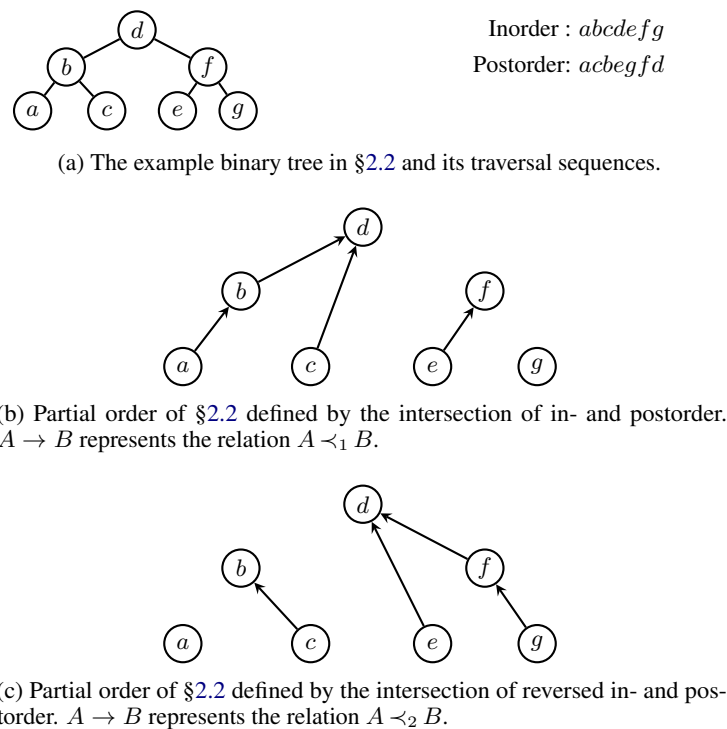 d
Inorder : abcdefg
b
f
Postorder: acbegfd
a
c
e
g
(a) The example binary tree in §2.2 and its traversal sequences.
d
b
f
a
c
e
g
(b) Partial order of §2.2 defined by the intersection of in- and postorder.
A → B represents the relation A ≺₁ B.
d
b
f
a
c
e
g
(c) Partial order of §2.2 defined by the intersection of reversed in- and pos-
torder. A → B represents the relation A ≺₂ B.